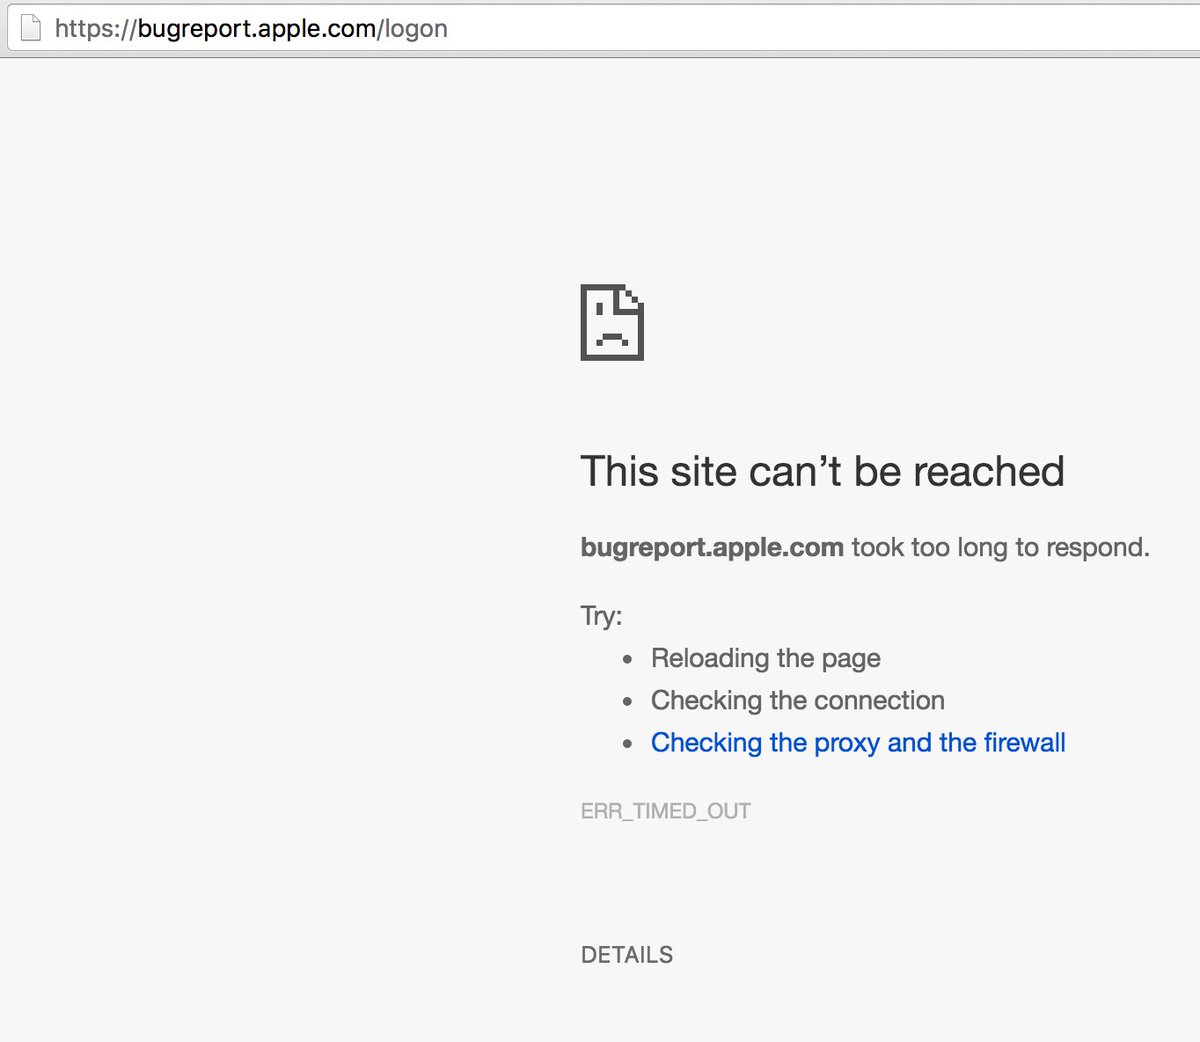 https://bugreport.apple.com/logon
This site can’t be reached
bugreport.apple.com took too long to respond.
Try:
• Reloading the page
• Checking the connection
• Checking the proxy and the firewall
ERR_TIMED_OUT
DETAILS